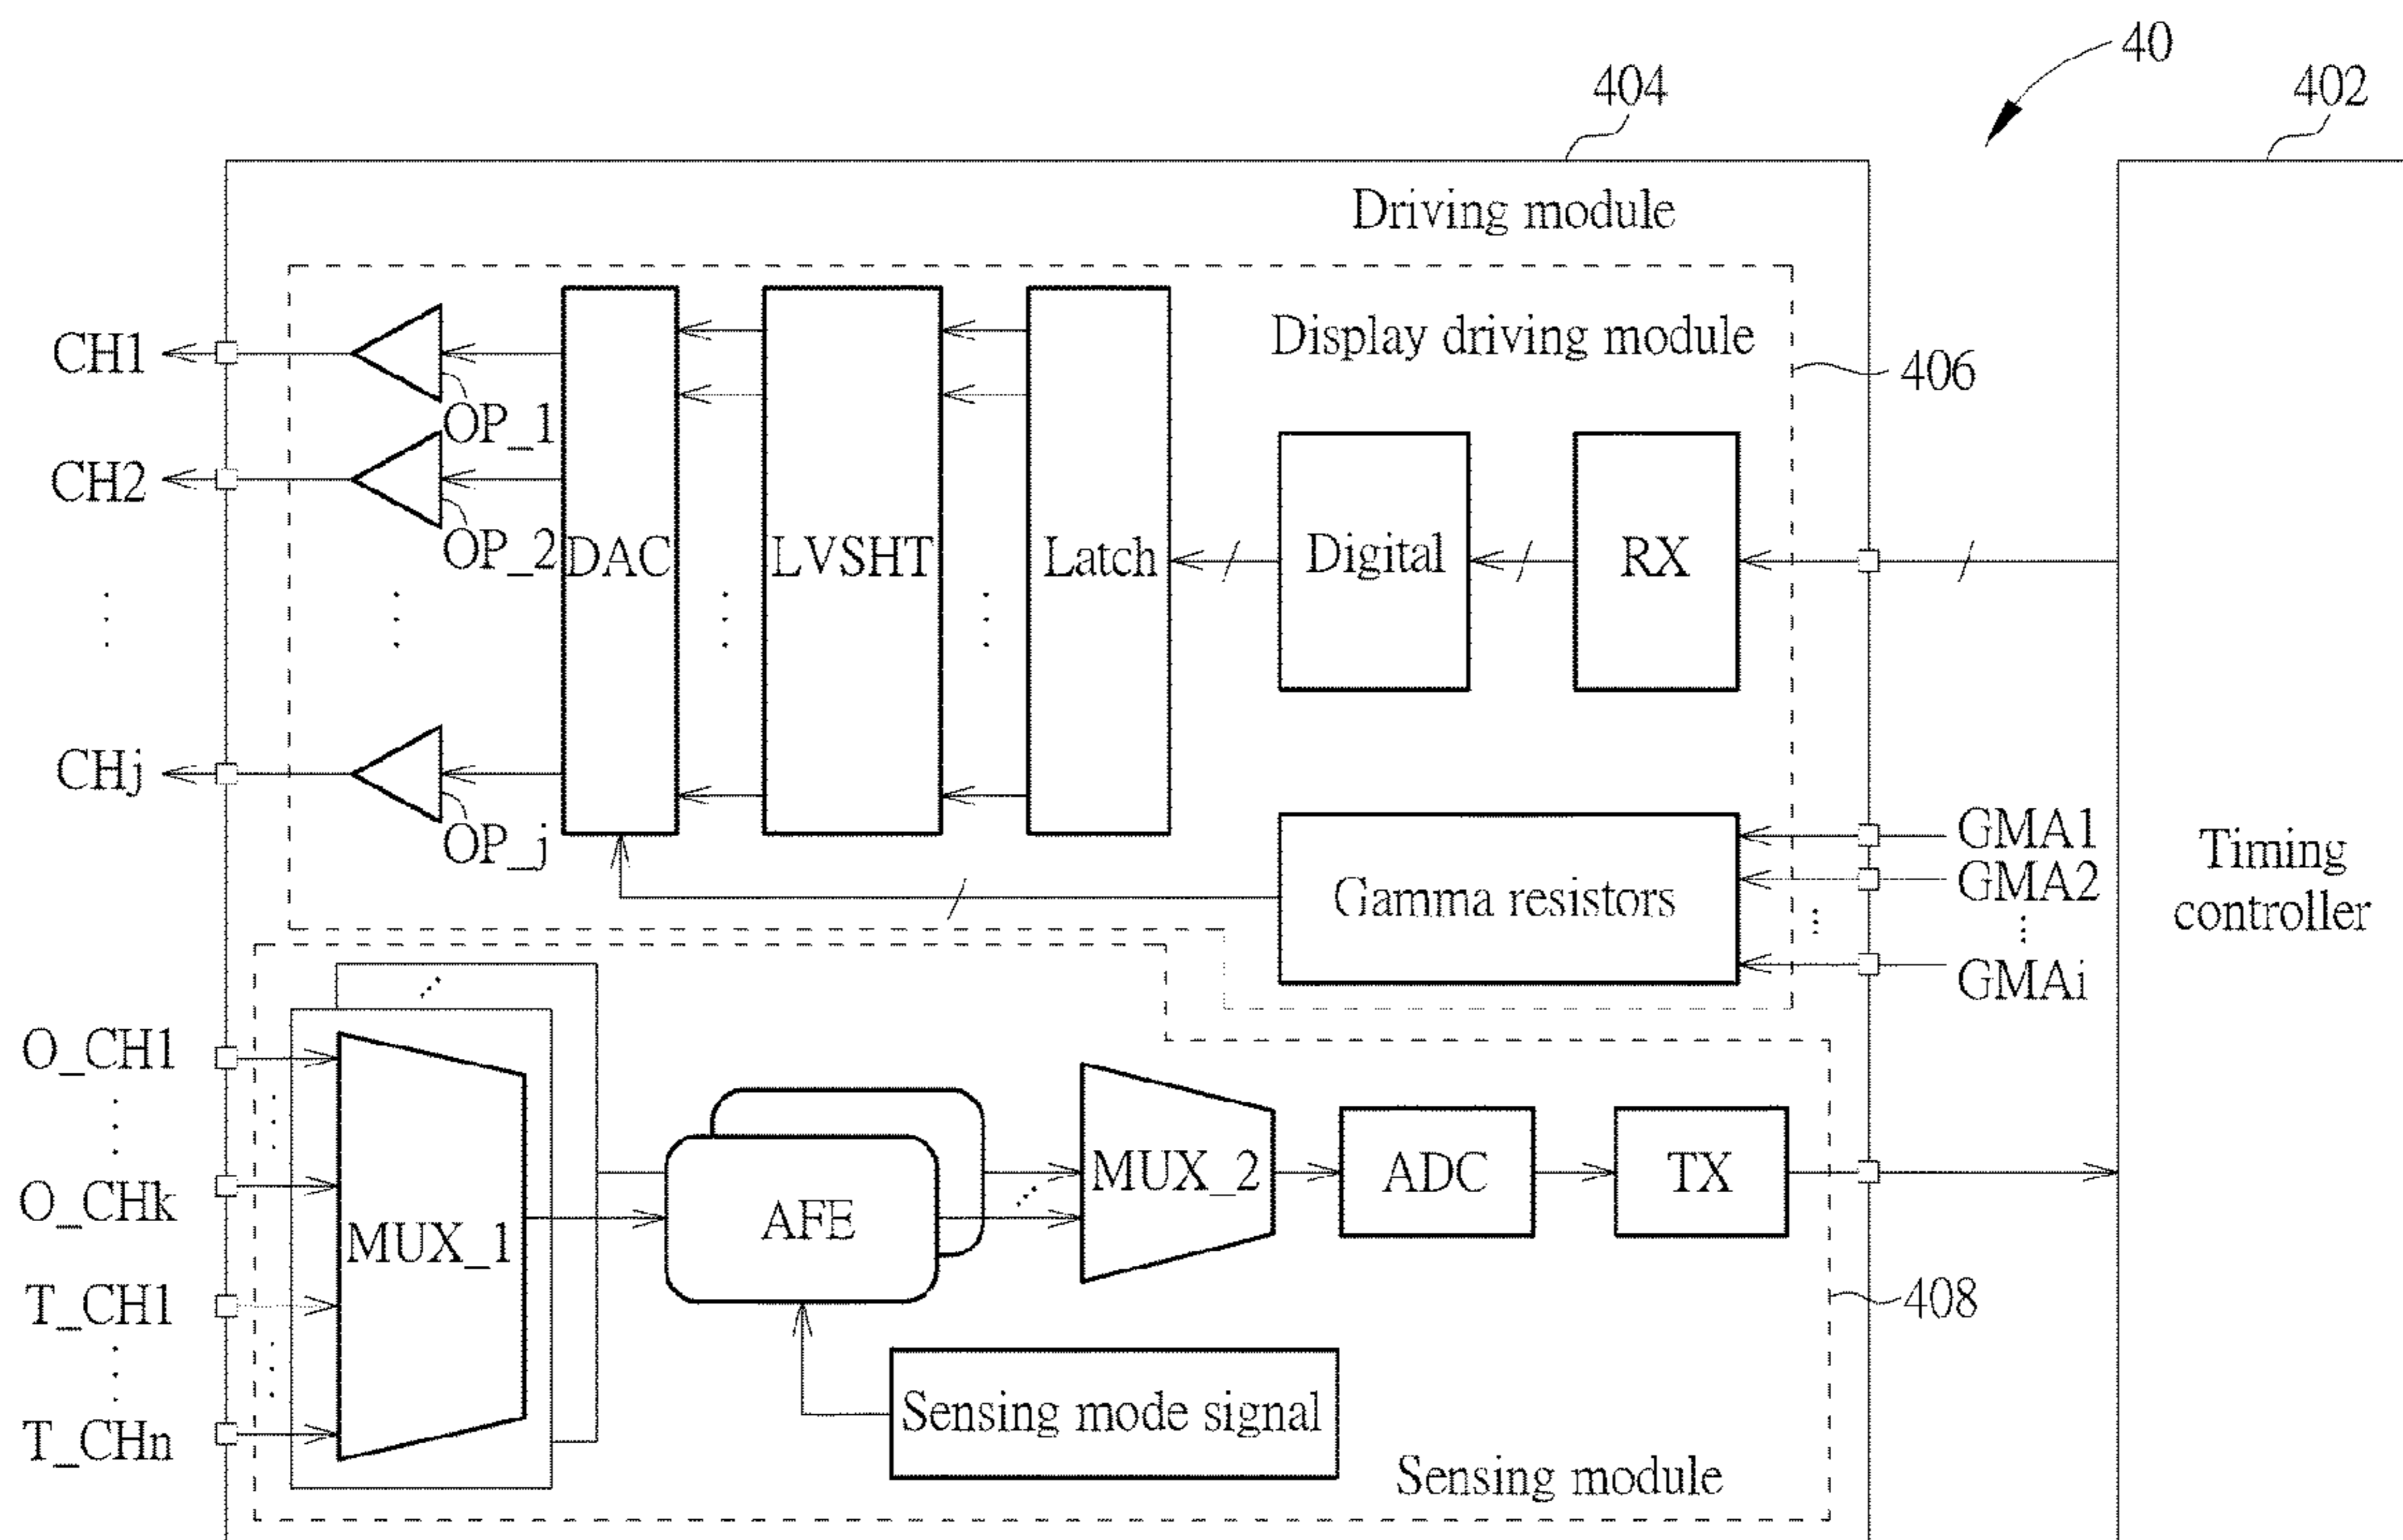 40
404
402
Driving module
Display driving module
406
CH1
OP_1
CH2
OP_2
DAC
LVSHT
Latch
Digital
RX
CHj
OP_j
Gamma resistors
GMA1
GMA2
GMAi
Timing
controller
O_CH1
O_CHk
T_CH1
T_CHn
MUX_1
AFE
MUX_2
ADC
TX
408
Sensing mode signal
Sensing module